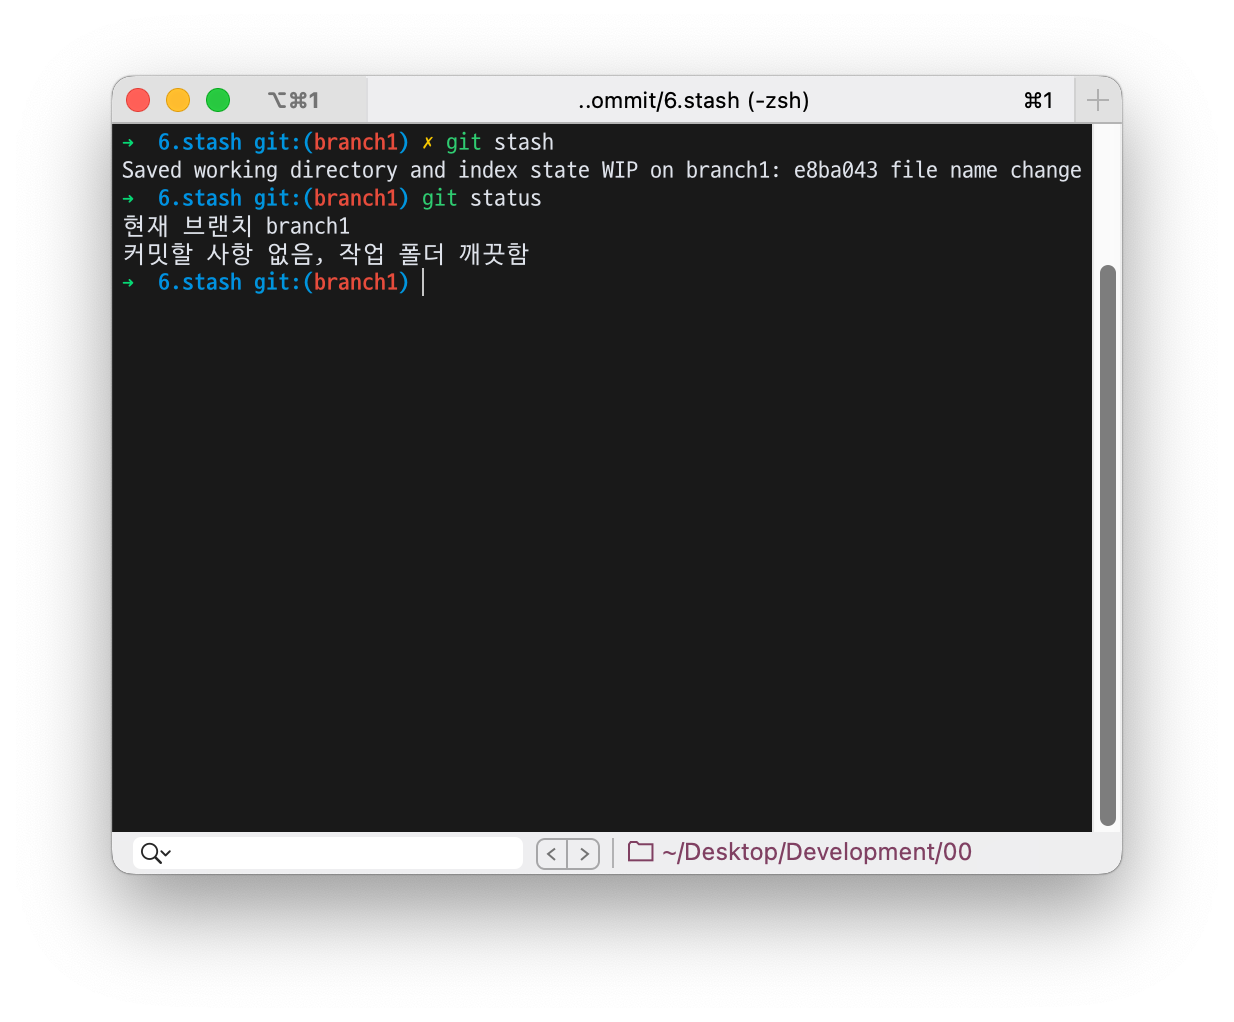 ⌥⌘1
..ommit/6.stash (-zsh)
⌘1
➜ 6.stash git:(branch1) ✗ git stash
Saved working directory and index state WIP on branch1: e8ba043 file name change
➜ 6.stash git:(branch1) git status
현재 브랜치 branch1
커밋할 사항 없음, 작업 폴더 깨끗함
➜ 6.stash git:(branch1)
~/Desktop/Development/00